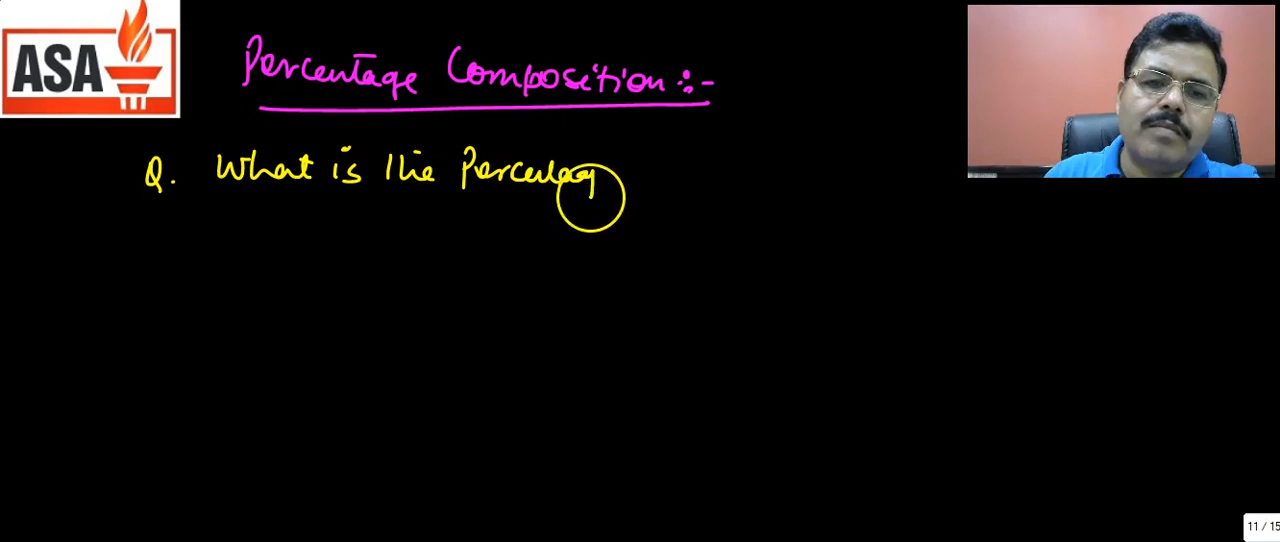 ASA
Percentage Composition :-
Q. What is the Percentag
11 / 15